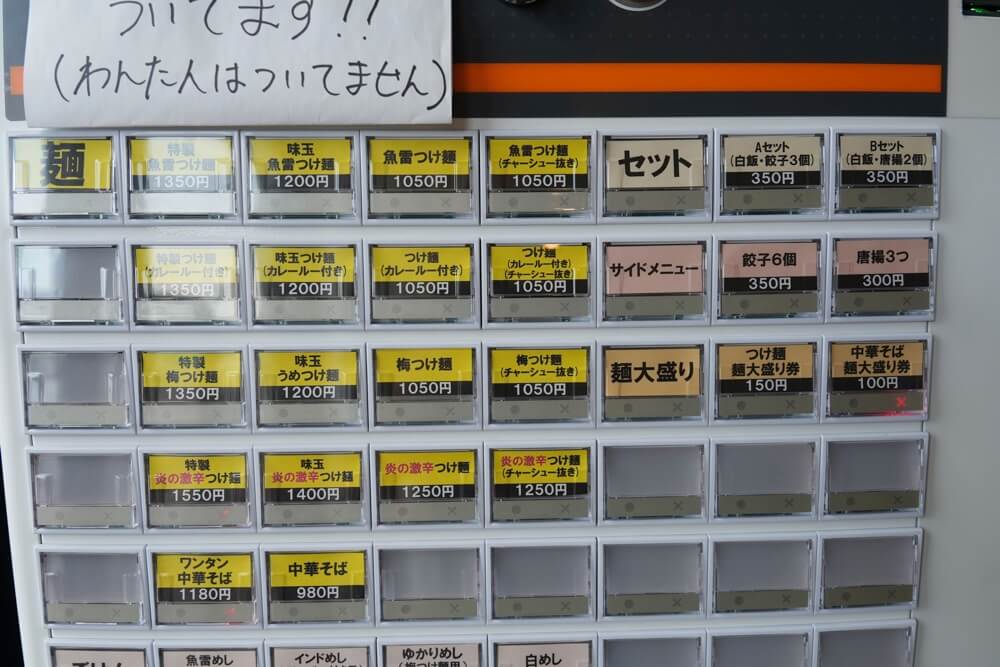 ついてます!!
(わんた人はついてません)
麺
特製
魚雷つけ麺
1350円
味玉
魚雷つけ麺
1200円
魚雷つけ麺
1050円
魚雷つけ麺
(チャーシュー抜き)
1050円
セット
Aセット
(白飯・餃子3個)
350円
Bセット
(白飯・唐揚2個)
350円
特製つけ麺
(カレールー付き)
1350円
味玉つけ麺
(カレールー付き)
1200円
つけ麺
(カレールー付き)
1050円
つけ麺
(カレールー付き)
(チャーシュー抜き)
1050円
サイドメニュー
餃子6個
350円
唐揚3つ
300円
特製
梅つけ麺
1350円
味玉
うめつけ麺
1200円
梅つけ麺
1050円
梅つけ麺
(チャーシュー抜き)
1050円
麺大盛り
つけ麺
麺大盛り券
150円
中華そば
麺大盛り券
100円
特製
炎の激辛つけ麺
1550円
味玉
炎の激辛つけ麺
1400円
炎の激辛つけ麺
1250円
炎の激辛つけ麺
(チャーシュー抜き)
1250円
ワンタン
中華そば
1180円
中華そば
980円
ごはん
魚雷めし
インドめし
ゆかりめし
(梅つけ麺用)
白めし